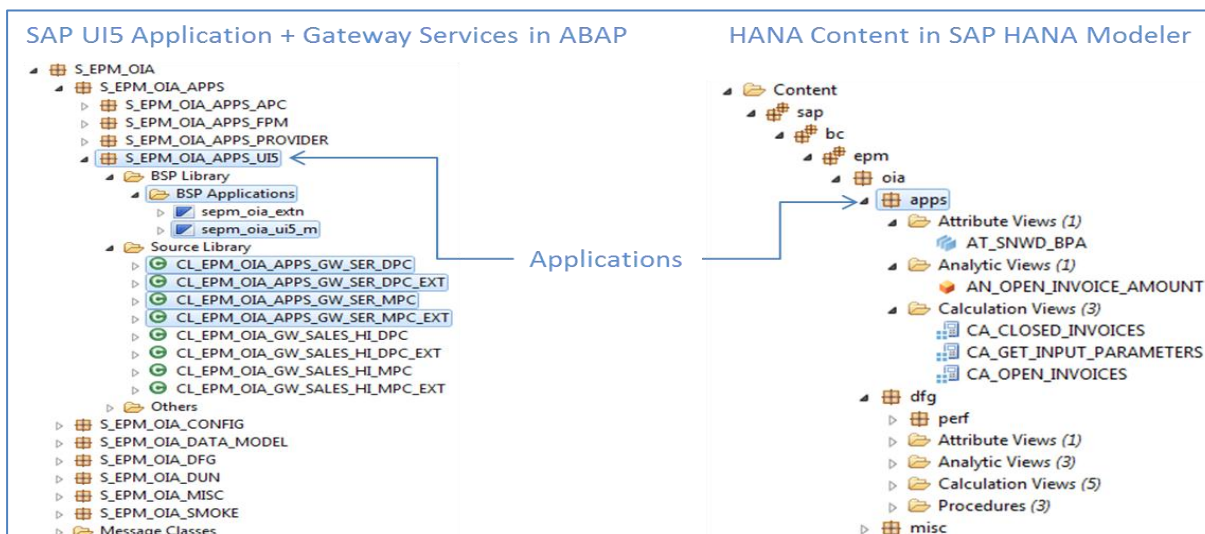 SAP UI5 Application + Gateway Services in ABAP
S_EPM_OIA
S_EPM_OIA_APPS
S_EPM_OIA_APPS_APC
S_EPM_OIA_APPS_FPM
S_EPM_OIA_APPS_PROVIDER
S_EPM_OIA_APPS_UI5
BSP Library
BSP Applications
sepm_oia_extn
sepm_oia_ui5_m
Source Library
CL_EPM_OIA_APPS_GW_SER_DPC
CL_EPM_OIA_APPS_GW_SER_DPC_EXT
CL_EPM_OIA_APPS_GW_SER_MPC
CL_EPM_OIA_APPS_GW_SER_MPC_EXT
CL_EPM_OIA_GW_SALES_HI_DPC
CL_EPM_OIA_GW_SALES_HI_DPC_EXT
CL_EPM_OIA_GW_SALES_HI_MPC
CL_EPM_OIA_GW_SALES_HI_MPC_EXT
Others
S_EPM_OIA_CONFIG
S_EPM_OIA_DATA_MODEL
S_EPM_OIA_DFG
S_EPM_OIA_DUN
S_EPM_OIA_MISC
S_EPM_OIA_SMOKE
Message Classes
Applications
HANA Content in SAP HANA Modeler
Content
sap
bc
epm
oia
apps
Attribute Views (1)
AT_SNWD_BPA
Analytic Views (1)
AN_OPEN_INVOICE_AMOUNT
Calculation Views (3)
CA_CLOSED_INVOICES
CA_GET_INPUT_PARAMETERS
CA_OPEN_INVOICES
dfg
perf
Attribute Views (1)
Analytic Views (3)
Calculation Views (5)
Procedures (3)
misc